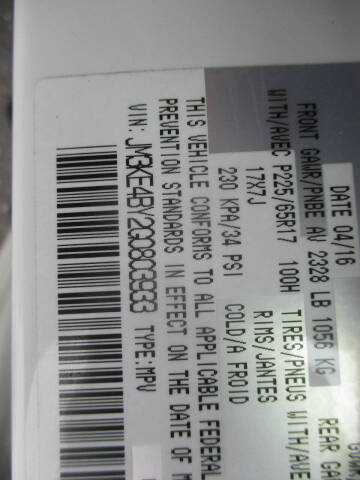 DATE 04/16 GVWR/
FRONT GAWR/PNBE AV 2328 LB 1056 KG REAR GA
WITH/AVEC P225/65R17 100H TIRES/PNEUS WITH/AVE
17X7J RIMS/JANTES
230 KPA/34 PSI COLD/A FROID
THIS VEHICLE CONFORMS TO ALL APPLICABLE FEDERAL
PREVENTION STANDARDS IN EFFECT ON THE DATE OF M
VIN: JM3KE4BY2G0803933 TYPE:MPV